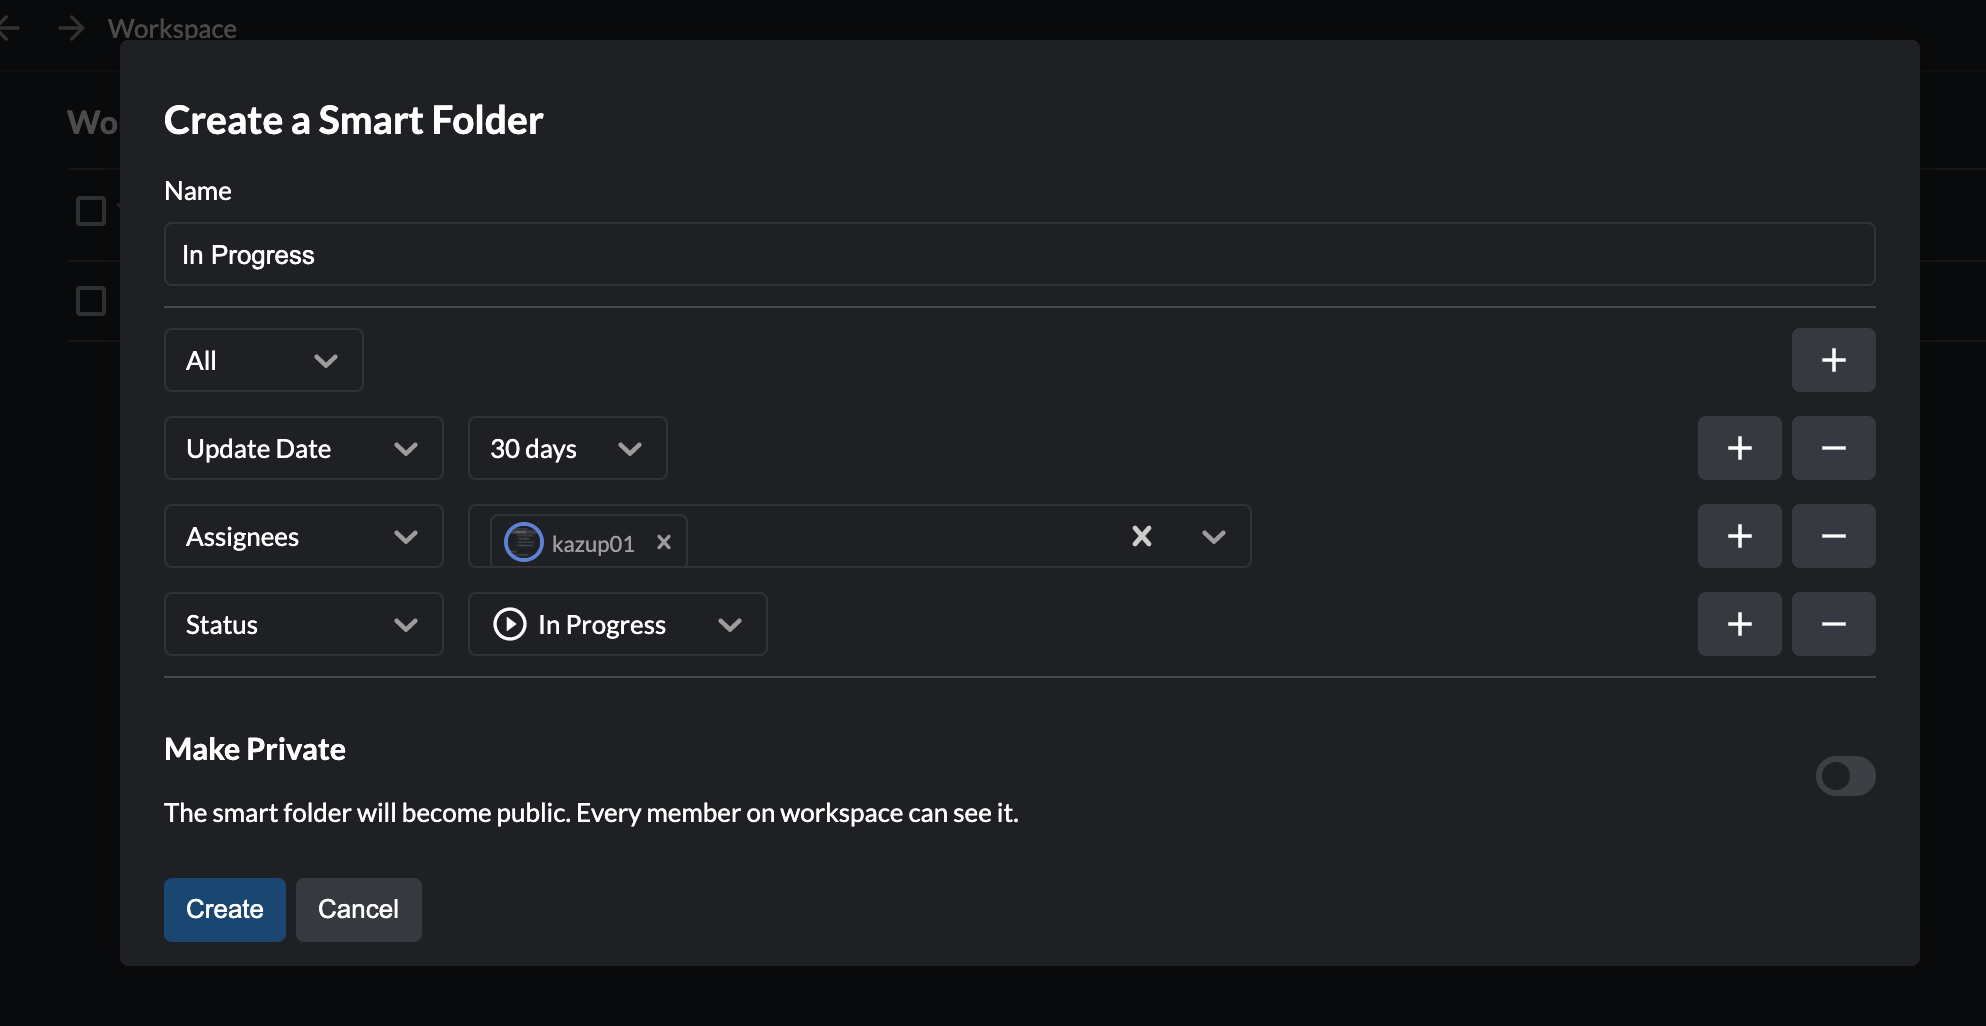 Workspace
Wo
Create a Smart Folder
Name
In Progress
All
Update Date 30 days
Assignees kazup01
Status In Progress
Make Private
The smart folder will become public. Every member on workspace can see it.
Create Cancel